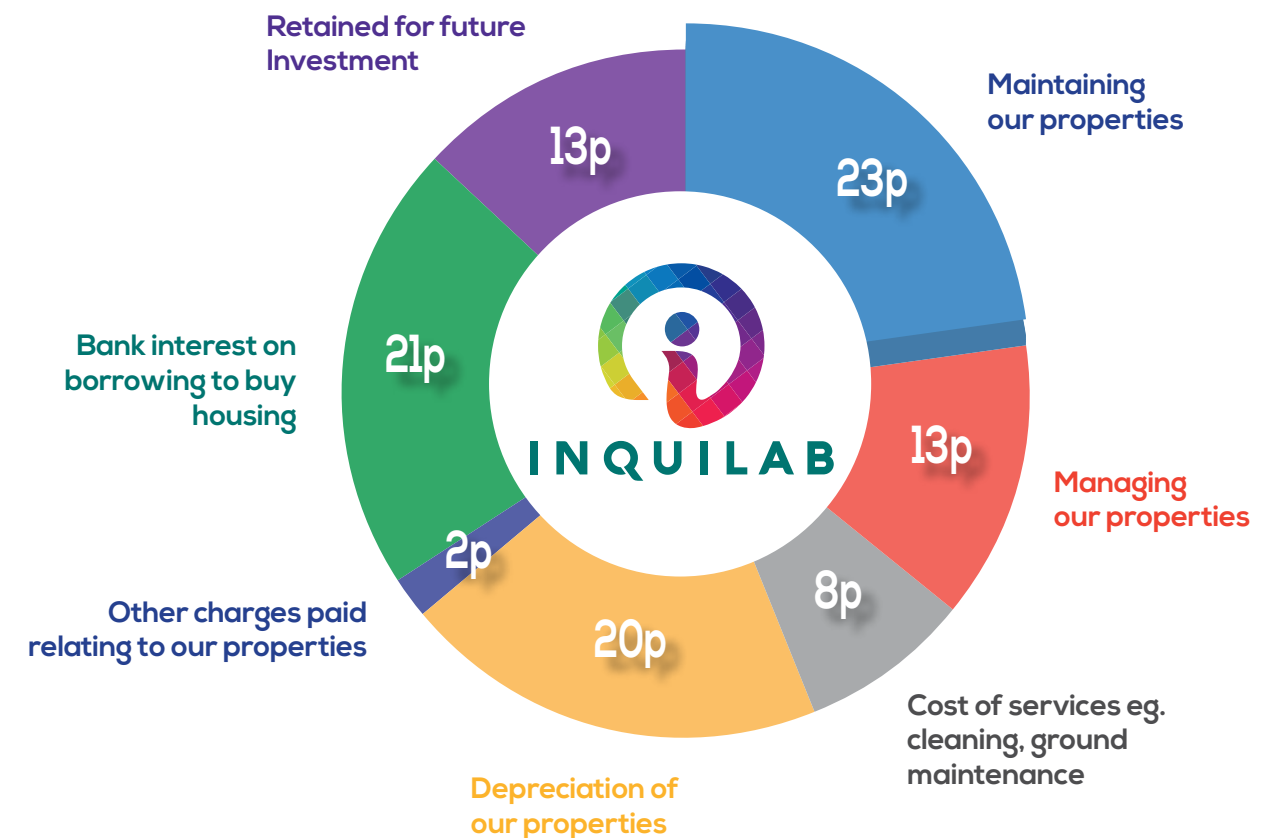 Retained for future
Investment
13p
Maintaining
our properties
23p
Bank interest on
borrowing to buy
housing
21p
INQUILAB
13p
Managing
our properties
2p
Other charges paid
relating to our properties
20p
Depreciation of
our properties
8p
Cost of services eg.
cleaning, ground
maintenance